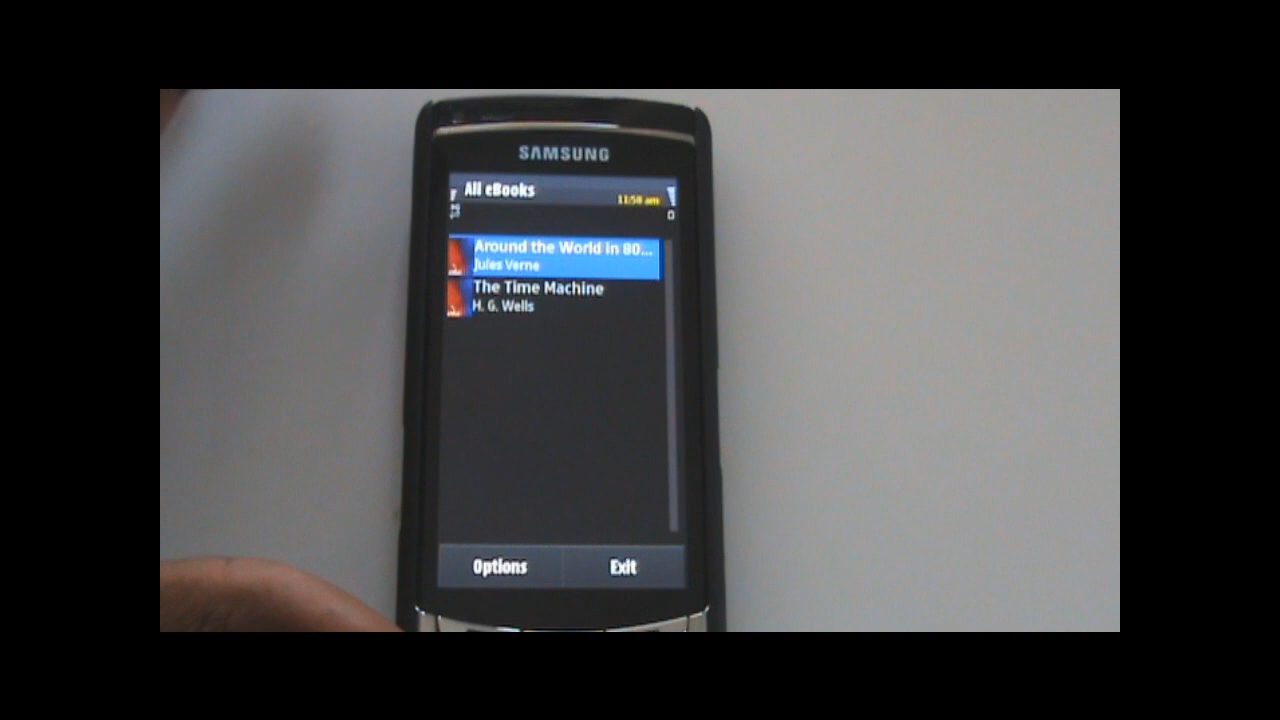 SAMSUNG
All eBooks
11:58 am
Around the World in 80...
Jules Verne
The Time Machine
H. G. Wells
Options
Exit